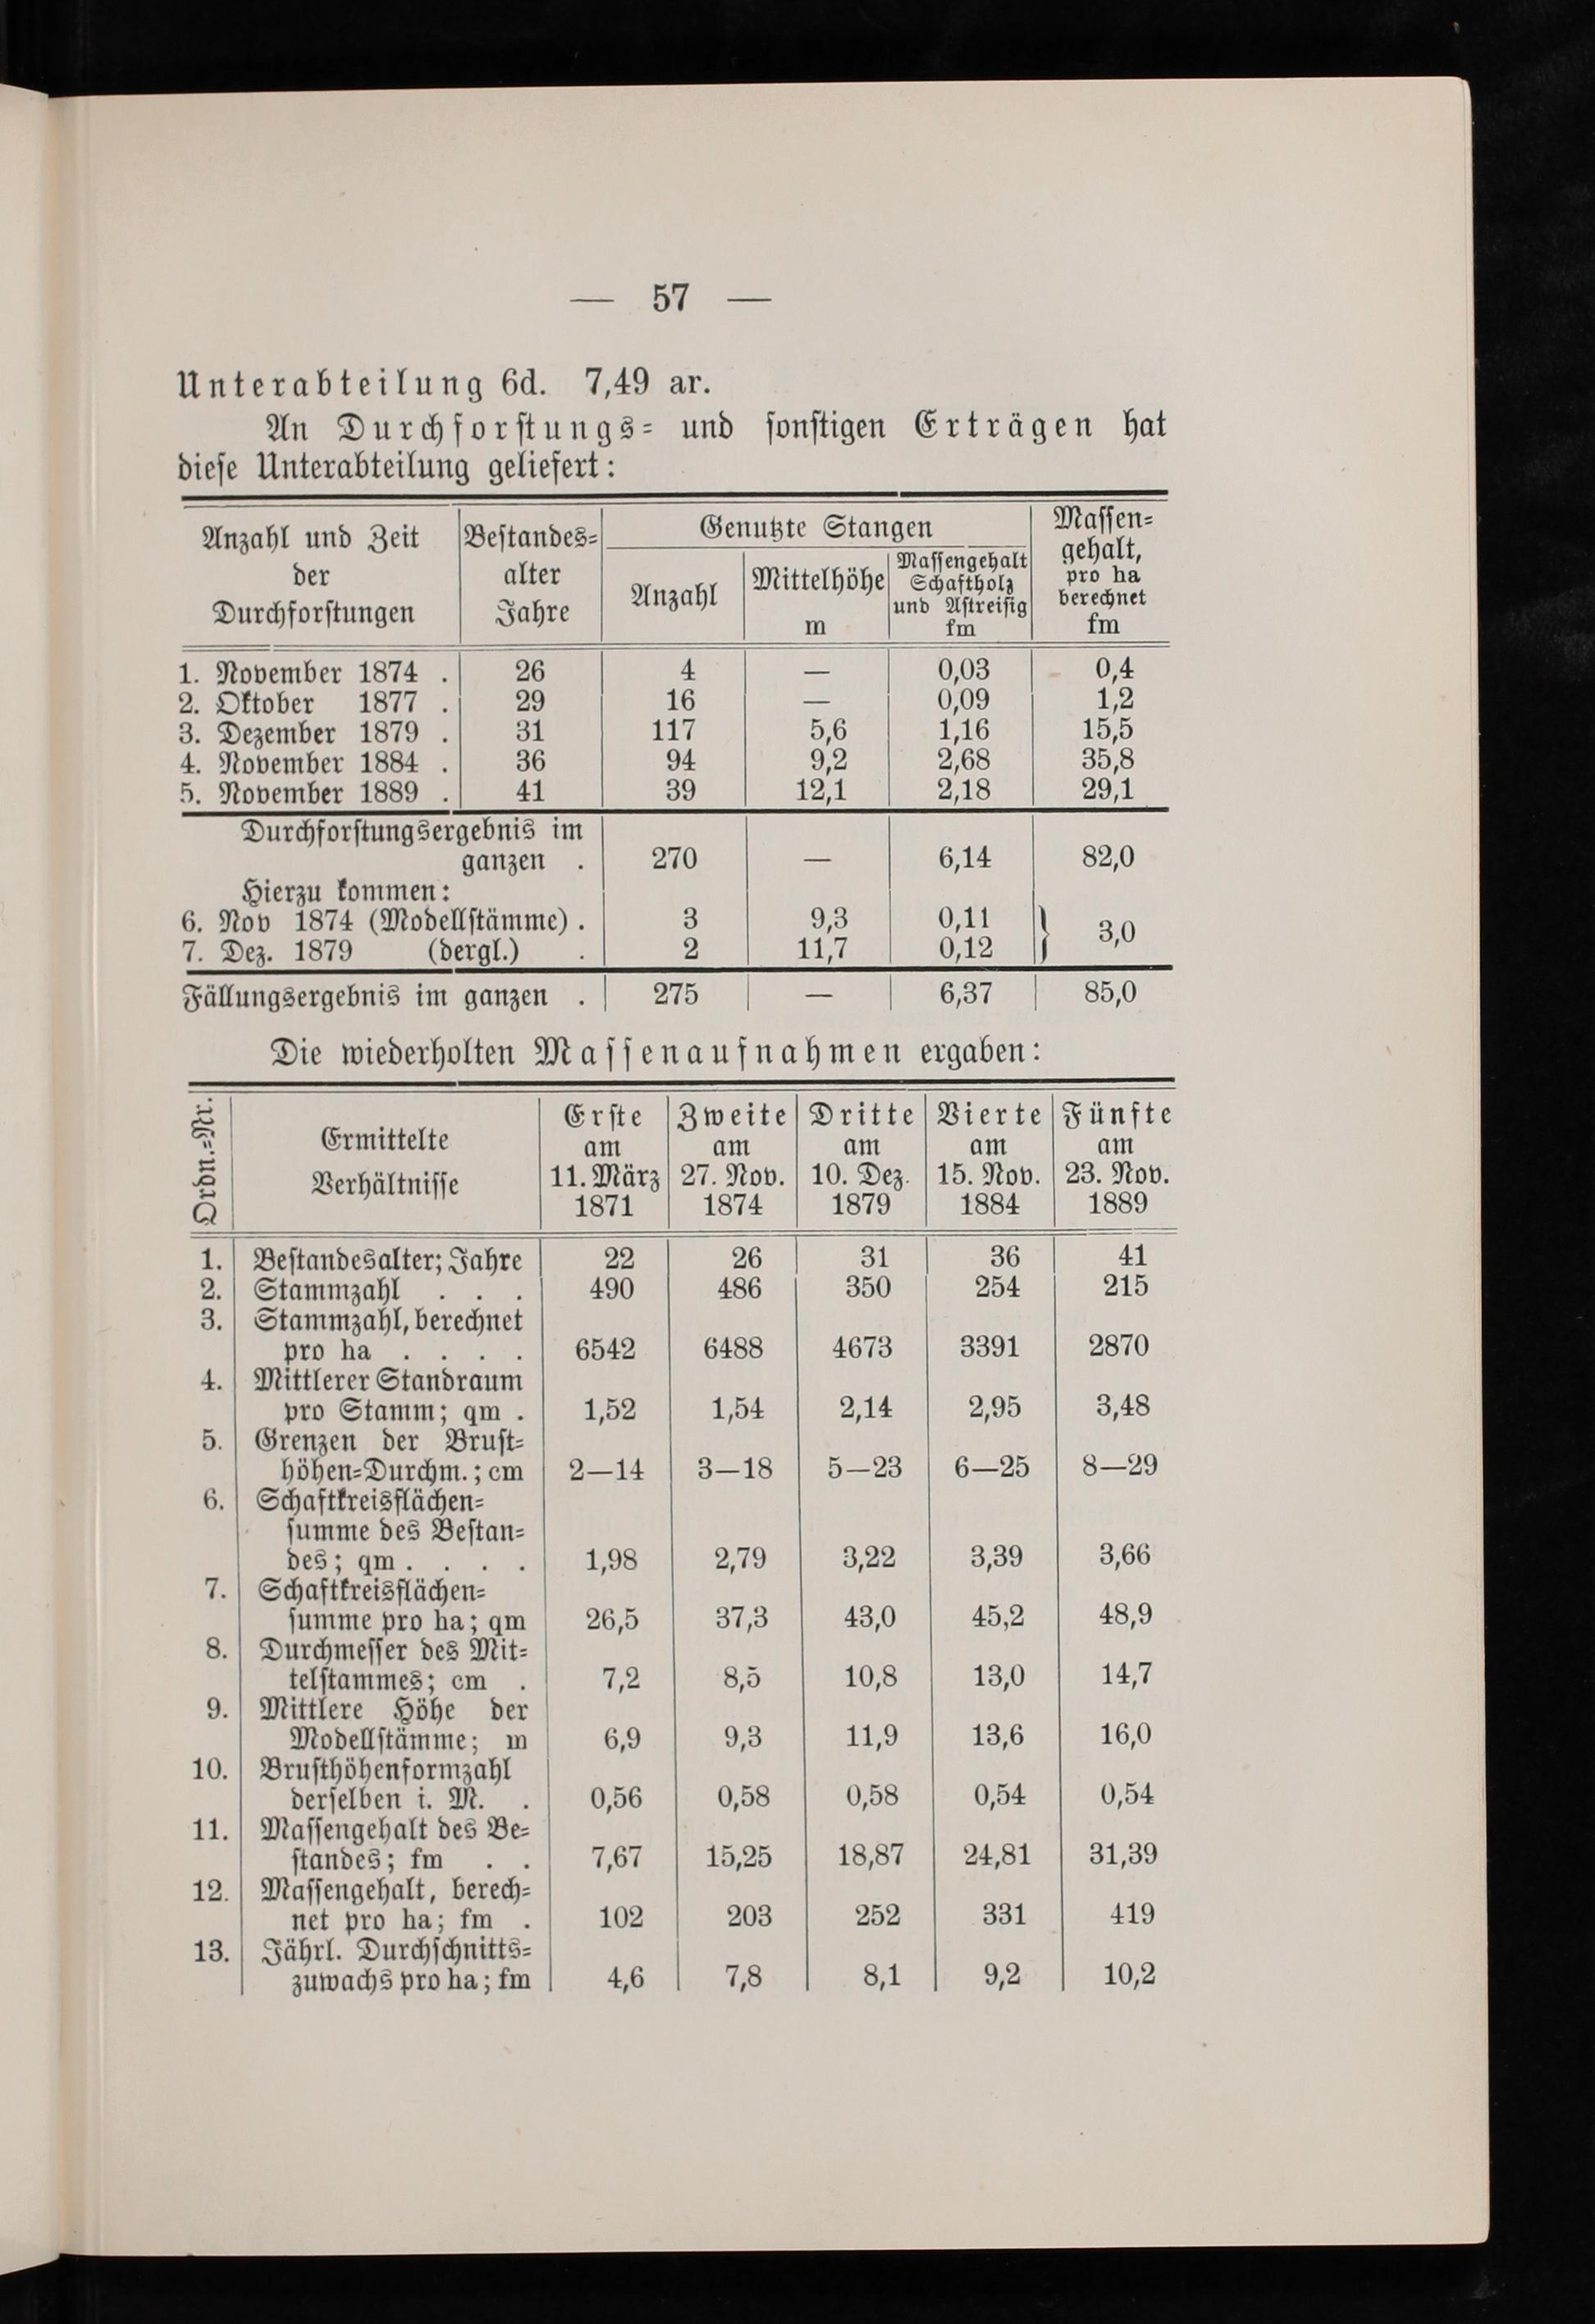 — 57 —
Unterabteilung 6d. 7,49 ar.
An Durchforſtungs= und ſonſtigen Erträgen hat
dieſe Unterabteilung geliefert:
Anzahl und Zeit der Durchforſtungen | Beſtandes=alter Jahre | Genutzte Stangen | Maſſen=gehalt, pro ha berechnet fm
Anzahl | Mittelhöhe m | Maſſengehalt Schaftholz und Aſtreiſig fm
1. November 1874 . 26 4 — 0,03 0,4
2. Oktober 1877 . 29 16 — 0,09 1,2
3. Dezember 1879 . 31 117 5,6 1,16 15,5
4. November 1884 . 36 94 9,2 2,68 35,8
5. November 1889 . 41 39 12,1 2,18 29,1
Durchforſtungsergebnis im
ganzen . 270 — 6,14 82,0
Hierzu kommen:
6. Nov 1874 (Modellſtämme) . 3 9,3 0,11
7. Dez. 1879 (dergl.) . 2 11,7 0,12 } 3,0
Fällungsergebnis im ganzen . 275 — 6,37 85,0
Die wiederholten Maſſenaufnahmen ergaben:
Ordn.=Nr. | Ermittelte Verhältniſſe | Erſte am 11. März 1871 | Zweite am 27. Nov. 1874 | Dritte am 10. Dez. 1879 | Vierte am 15. Nov. 1884 | Fünfte am 23. Nov. 1889
1. Beſtandesalter; Jahre 22 26 31 36 41
2. Stammzahl . . . 490 486 350 254 215
3. Stammzahl, berechnet
pro ha . . . . 6542 6488 4673 3391 2870
4. Mittlerer Standraum
pro Stamm; qm . 1,52 1,54 2,14 2,95 3,48
5. Grenzen der Bruſt=
höhen=Durchm.; cm 2—14 3—18 5—23 6—25 8—29
6. Schaftkreisflächen=
ſumme des Beſtan=
des; qm . . . . 1,98 2,79 3,22 3,39 3,66
7. Schaftkreisflächen=
ſumme pro ha; qm 26,5 37,3 43,0 45,2 48,9
8. Durchmeſſer des Mit=
telſtammes; cm . 7,2 8,5 10,8 13,0 14,7
9. Mittlere Höhe der
Modellſtämme; m 6,9 9,3 11,9 13,6 16,0
10. Bruſthöhenformzahl
derſelben i. M. . 0,56 0,58 0,58 0,54 0,54
11. Maſſengehalt des Be=
ſtandes; fm . . 7,67 15,25 18,87 24,81 31,39
12. Maſſengehalt, berech=
net pro ha; fm . 102 203 252 331 419
13. Jährl. Durchſchnitts=
zuwachs pro ha; fm 4,6 7,8 8,1 9,2 10,2